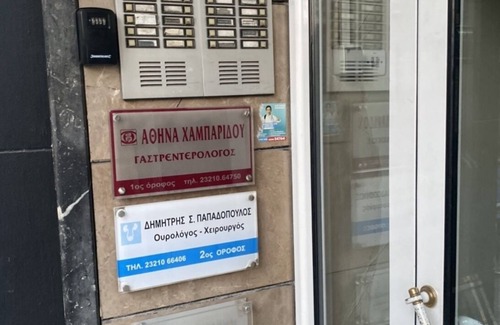 ΑΘΗΝΑ ΧΑΜΠΑΡΙΔΟΥ
ΓΑΣΤΡΕΝΤΕΡΟΛΟΓΟΣ
1ος όροφος τηλ. 23210.64750
ΔΗΜΗΤΡΗΣ Σ. ΠΑΠΑΔΟΠΟΥΛΟΣ
Ουρολόγος - Χειρουργός
ΤΗΛ. 23210 66406 2ος ΟΡΟΦΟΣ